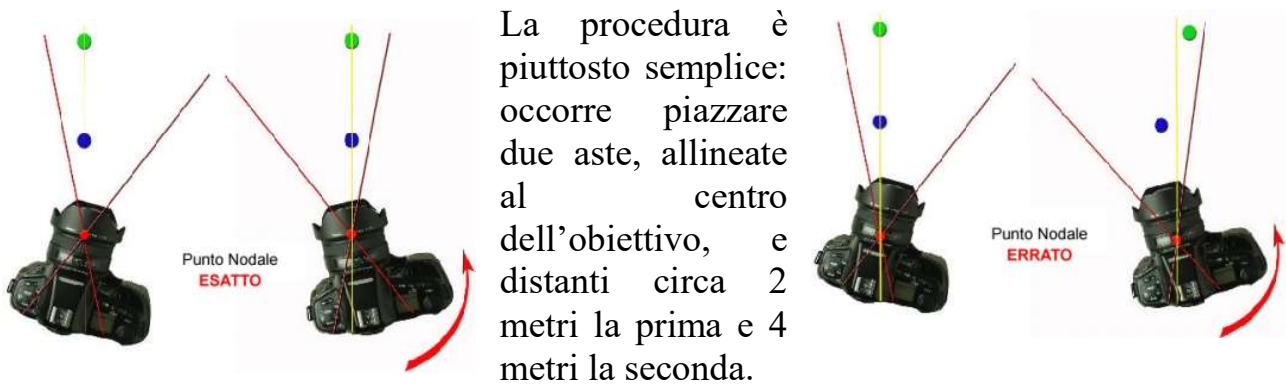 La procedura è
piuttosto semplice:
occorre piazzare
due aste, allineate
al centro
dell’obiettivo, e
distanti circa 2
metri la prima e 4
metri la seconda.
Punto Nodale
ESATTO
Punto Nodale
ERRATO